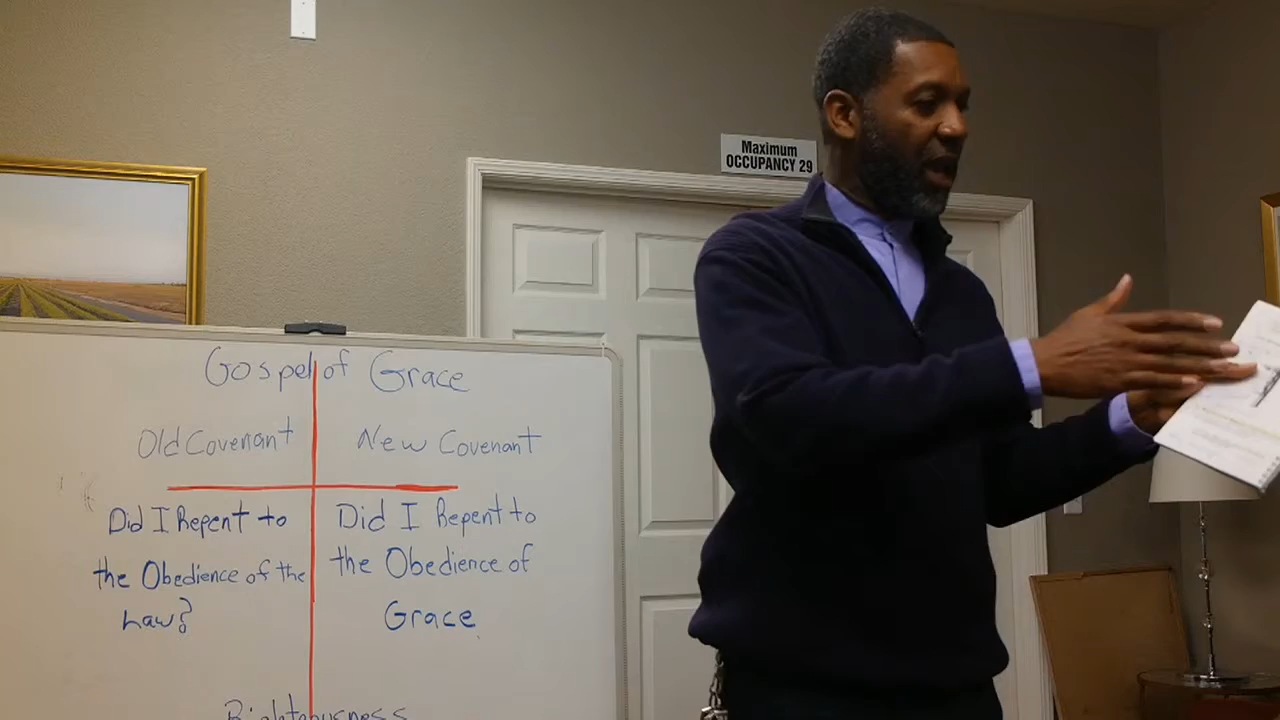 Maximum
OCCUPANCY 29
Gospel of Grace
Old Covenant
New Covenant
Did I Repent to
the Obedience of the
Law?
Did I Repent to
the Obedience of
Grace
Righteousness